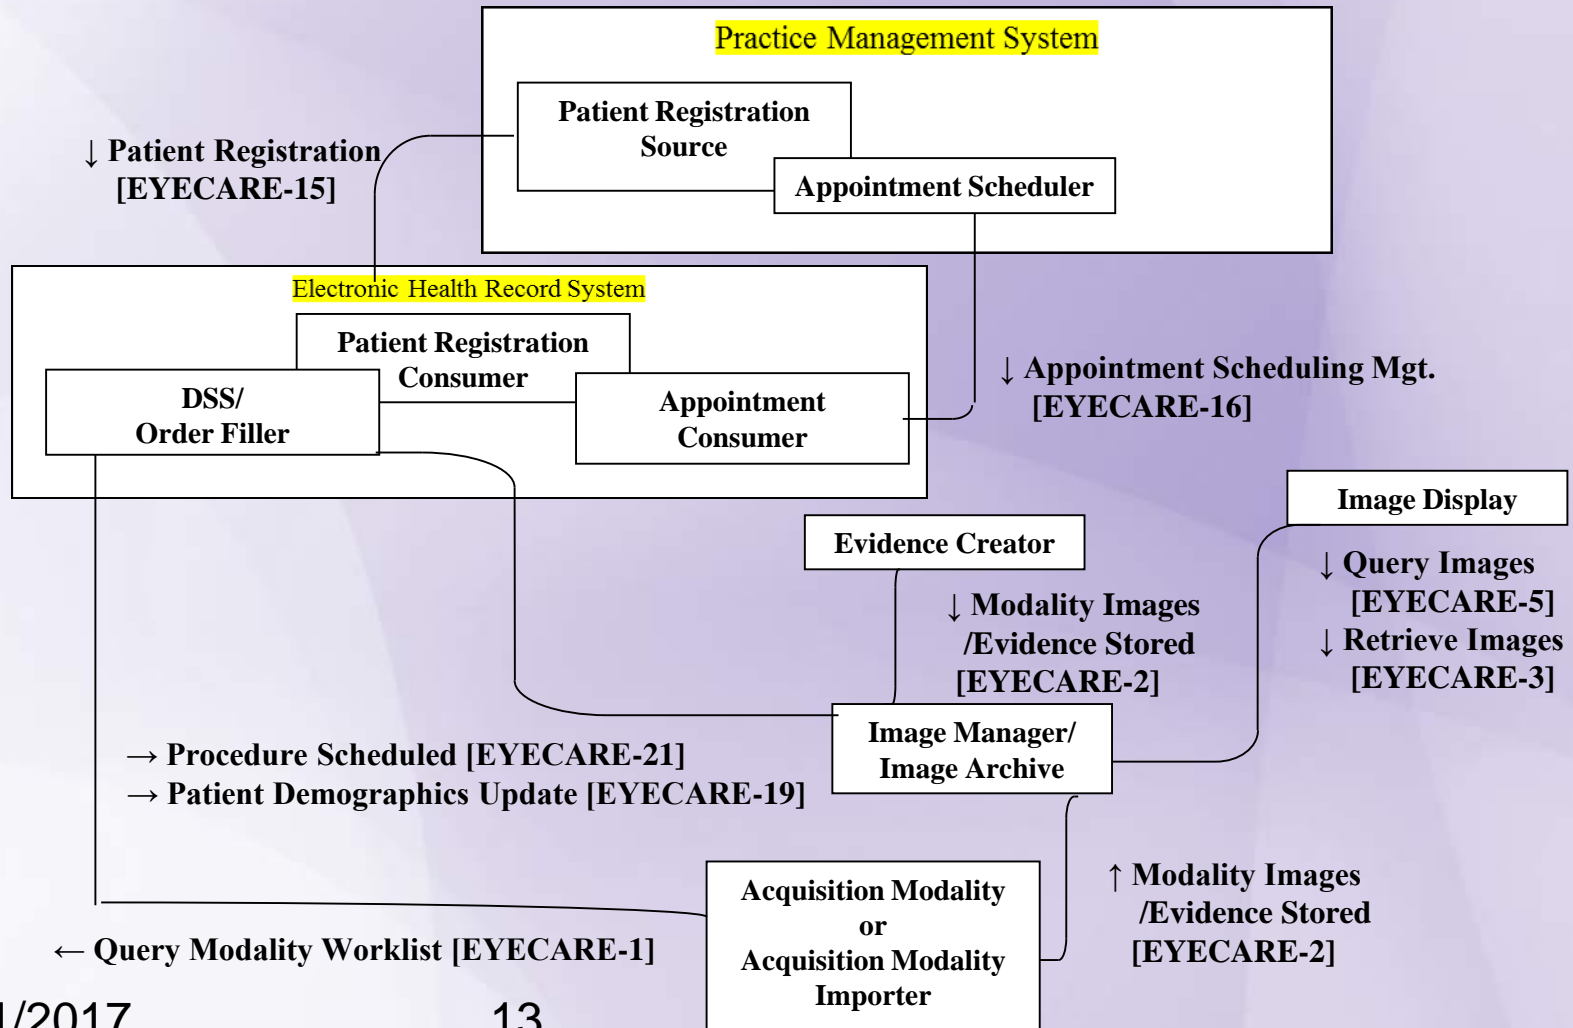 Practice Management System
Patient Registration
Source
Appointment Scheduler
↓ Patient Registration
[EYECARE-15]
Electronic Health Record System
Patient Registration
Consumer
DSS/
Order Filler
Appointment
Consumer
↓ Appointment Scheduling Mgt.
[EYECARE-16]
Image Display
Evidence Creator
↓ Query Images
[EYECARE-5]
↓ Retrieve Images
[EYECARE-3]
↓ Modality Images
/Evidence Stored
[EYECARE-2]
Image Manager/
Image Archive
→ Procedure Scheduled [EYECARE-21]
→ Patient Demographics Update [EYECARE-19]
Acquisition Modality
or
Acquisition Modality
Importer
↑ Modality Images
/Evidence Stored
[EYECARE-2]
← Query Modality Worklist [EYECARE-1]
1/2017
13